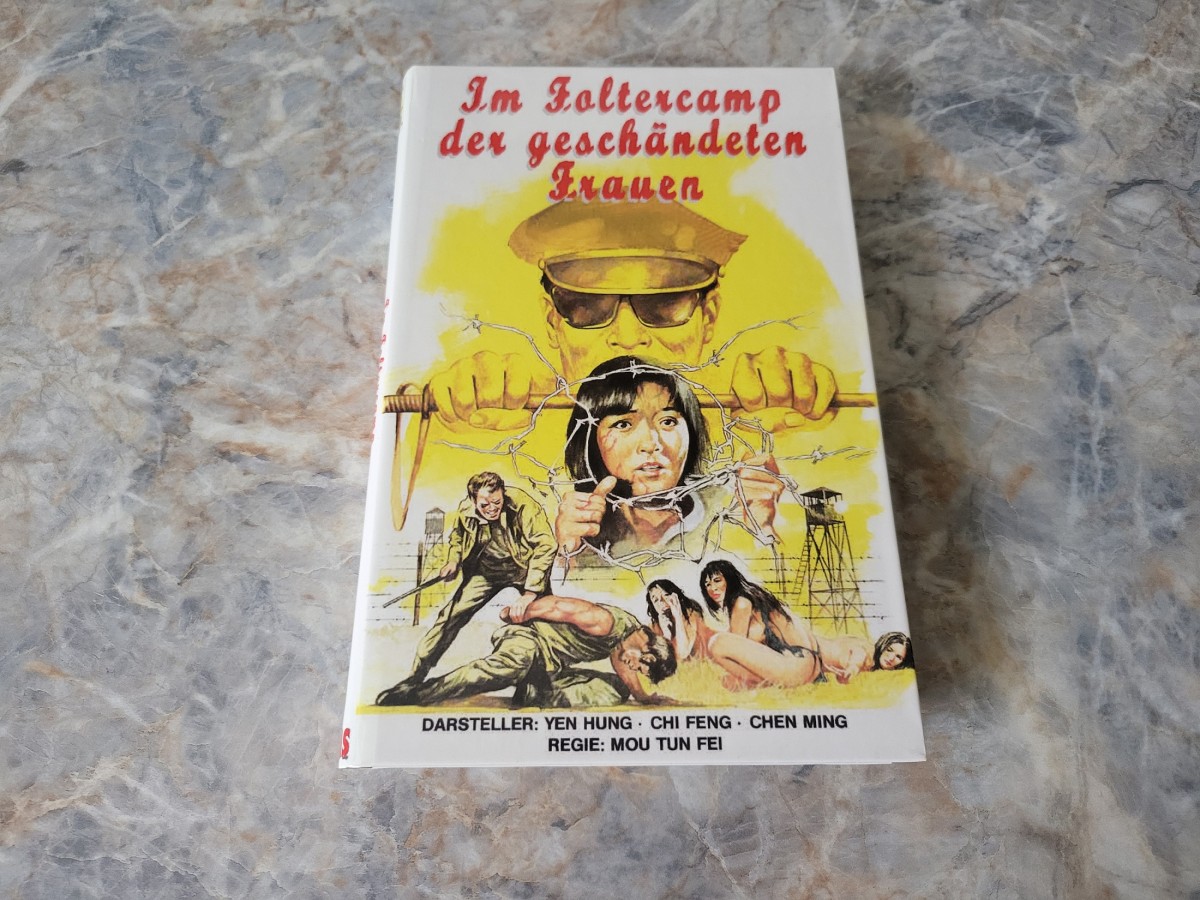 Im Foltercamp
der geschändeten
Frauen
DARSTELLER: YEN HUNG · CHI FENG · CHEN MING
REGIE: MOU TUN FEI